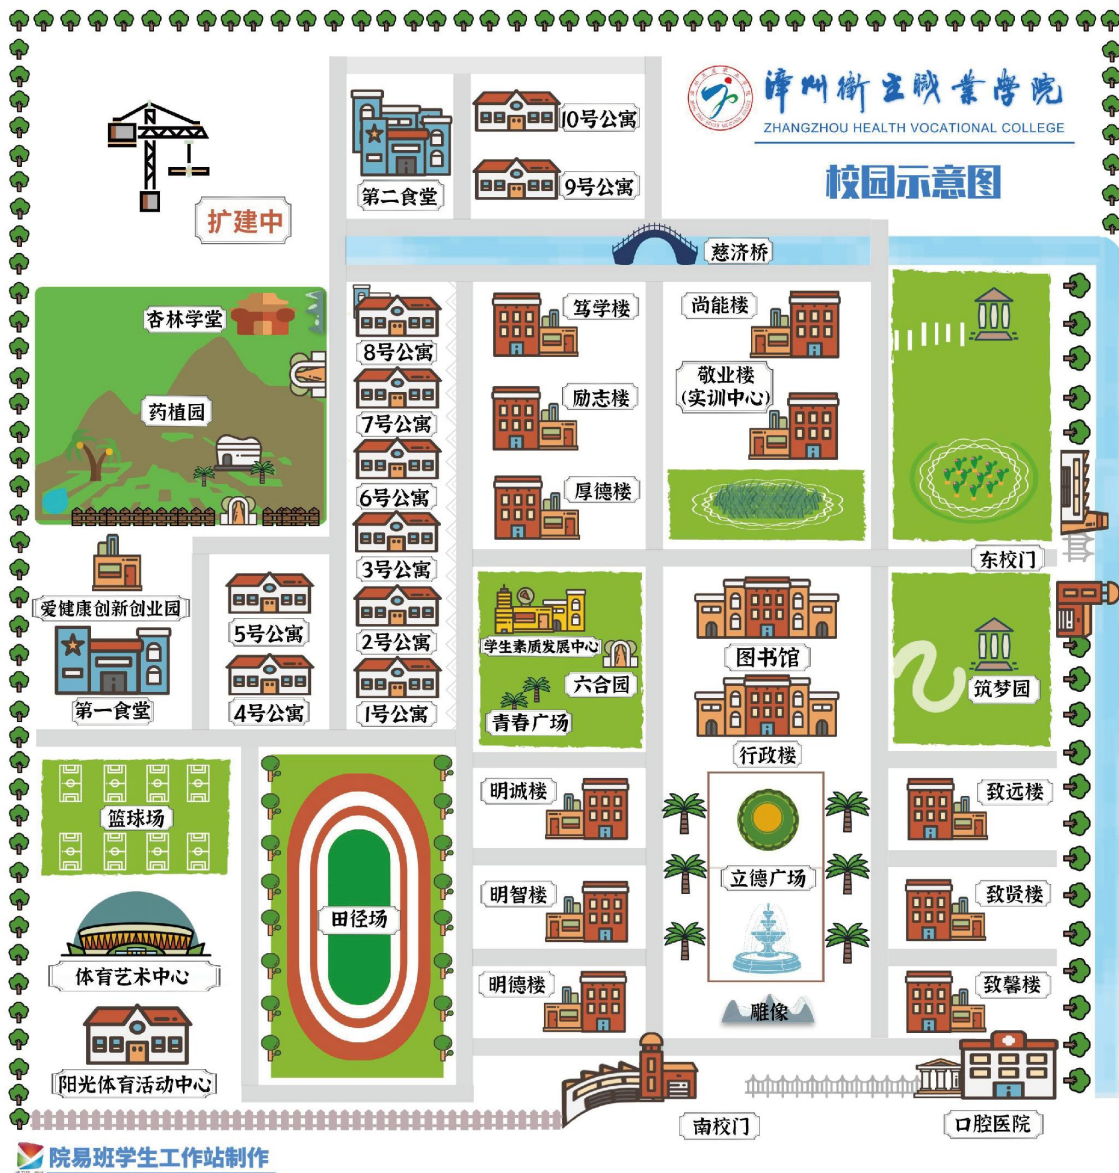 漳州衛生職業學院
ZHANGZHOU HEALTH VOCATIONAL COLLEGE
校园示意图
10号公寓
9号公寓
第二食堂
扩建中
慈济桥
杏林学堂
药植园
8号公寓
7号公寓
6号公寓
3号公寓
2号公寓
1号公寓
5号公寓
4号公寓
笃学楼
励志楼
厚德楼
尚能楼
敬业楼
(实训中心)
东校门
爱健康创新创业园
第一食堂
学生素质发展中心
六合园
青春广场
图书馆
行政楼
筑梦园
篮球场
田径场
体育艺术中心
阳光体育活动中心
明诚楼
明智楼
明德楼
立德广场
雕像
致远楼
致贤楼
致馨楼
南校门
口腔医院
院易班学生工作站制作